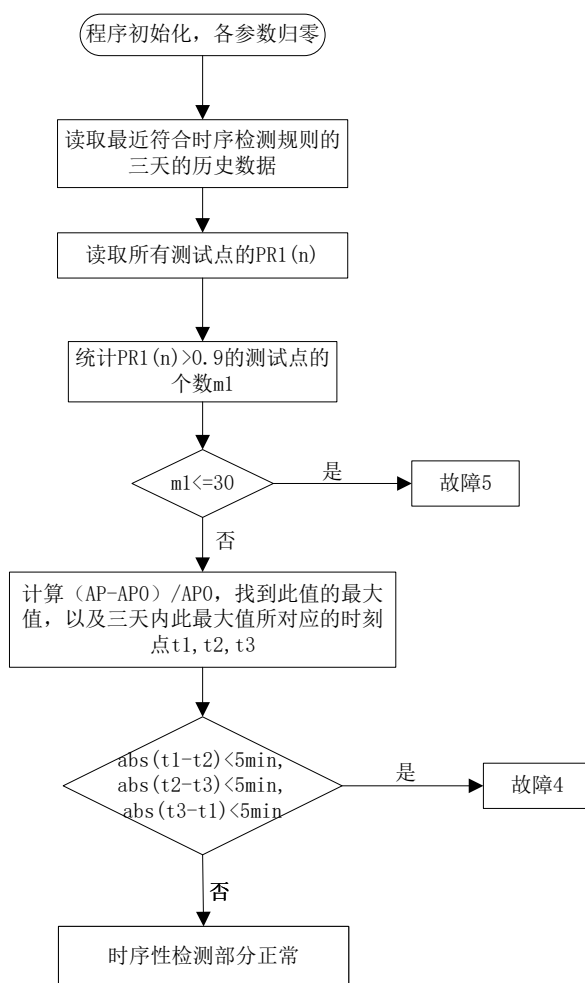 程序初始化，各参数归零
读取最近符合时序检测规则的
三天的历史数据
读取所有测试点的PR1(n)
统计PR1(n)>0.9的测试点的
个数m1
m1<=30
是
故障5
否
计算（AP-AP0）/AP0，找到此值的最大
值，以及三天内此最大值所对应的时刻
点t1,t2,t3
abs(t1-t2)<5min,
abs(t2-t3)<5min,
abs(t3-t1)<5min
是
故障4
否
时序性检测部分正常